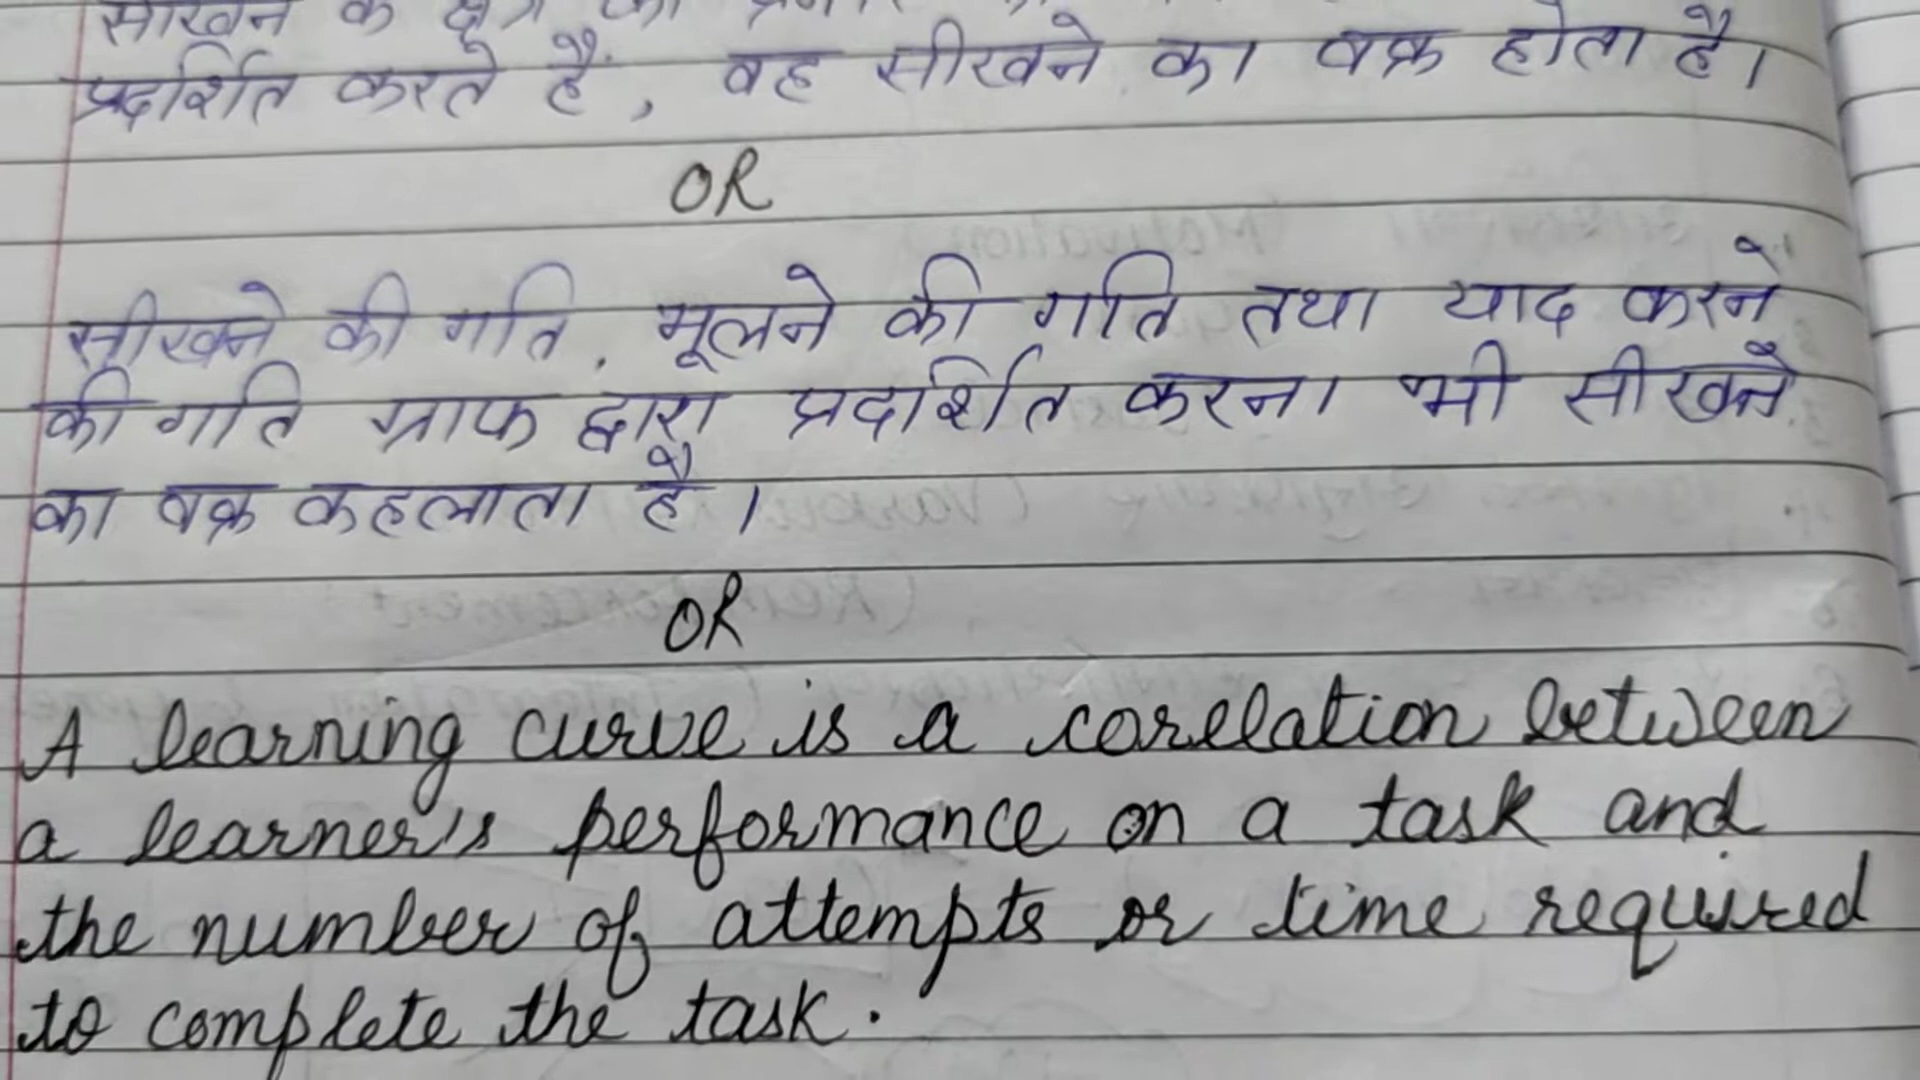 सीखने के क्षेत्र
प्रदर्शित करते हैं, वह सीखने का वक्र होता है।
OR
सीखने की गति, भूलने की गति तथा याद करने
की गति ग्राफ द्वारा प्रदर्शित करना भी सीखने
का वक्र कहलाता है।
OR
A learning curve is a corelation between
a learner's performance on a task and
the number of attempts or time required
to complete the task.